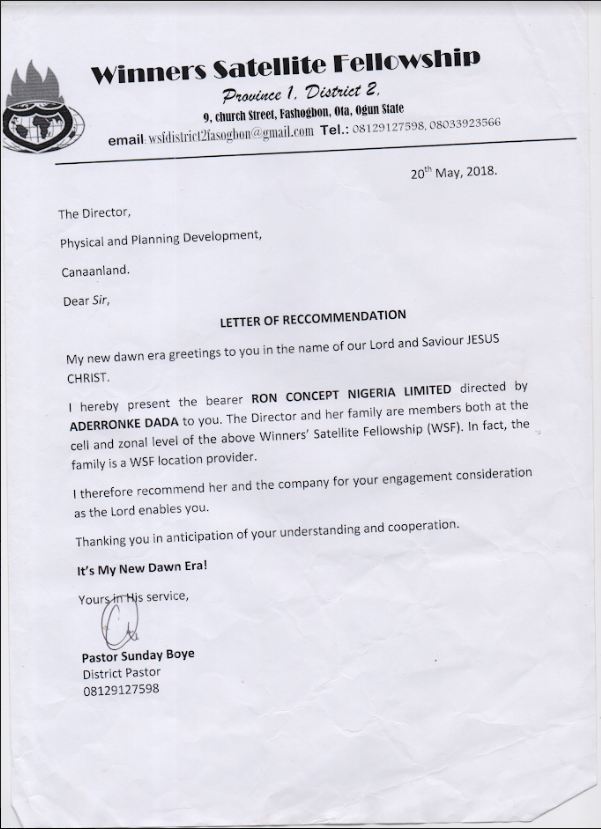 Winners Satellite Fellowship
Province 1, District 2,
9, church Street, Fashogbon, Ota, Ogun State
email: wsfdistrict2fasogbon@gmail.com Tel.: 08129127598, 08033923566
20th May, 2018.
The Director,
Physical and Planning Development,
Canaanland.
Dear Sir,
LETTER OF RECCOMMENDATION
My new dawn era greetings to you in the name of our Lord and Saviour JESUS
CHRIST.
I hereby present the bearer RON CONCEPT NIGERIA LIMITED directed by
ADERRONKE DADA to you. The Director and her family are members both at the
cell and zonal level of the above Winners' Satellite Fellowship (WSF). In fact, the
family is a WSF location provider.
I therefore recommend her and the company for your engagement consideration
as the Lord enables you.
Thanking you in anticipation of your understanding and cooperation.
It's My New Dawn Era!
Yours in His service,
Pastor Sunday Boye
District Pastor
08129127598